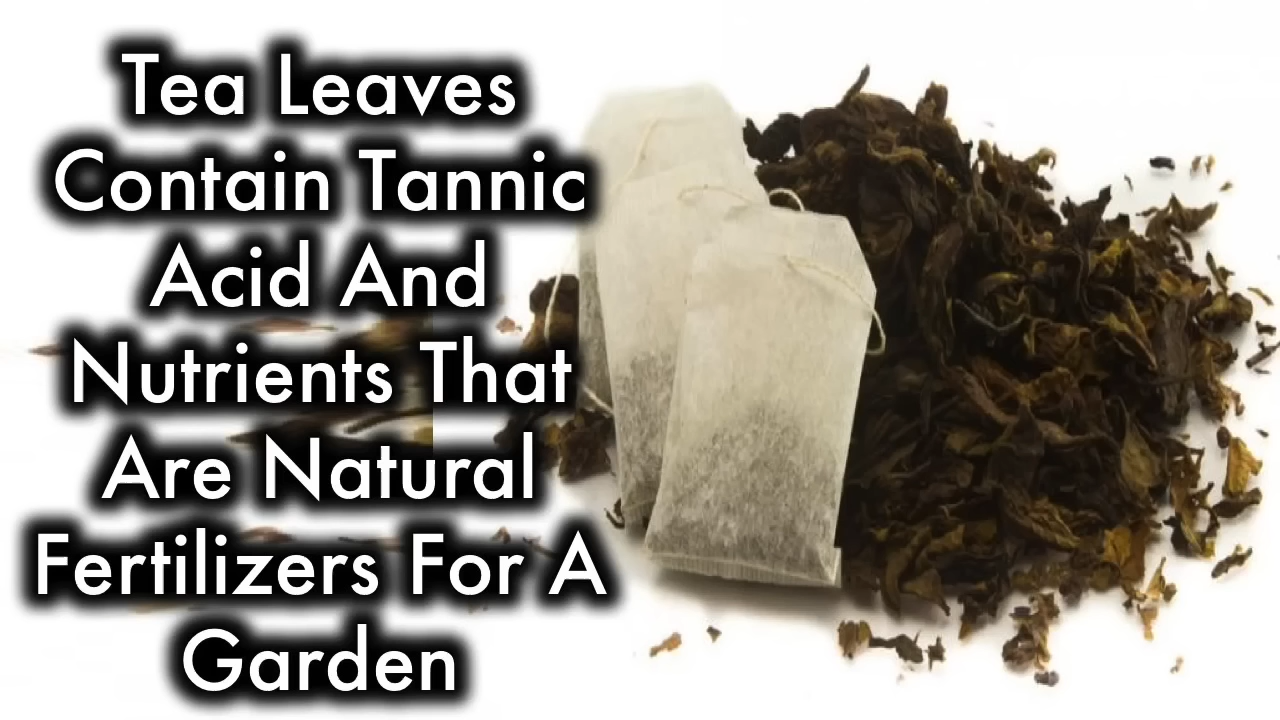 Tea Leaves
Contain Tannic
Acid And
Nutrients That
Are Natural
Fertilizers For A
Garden